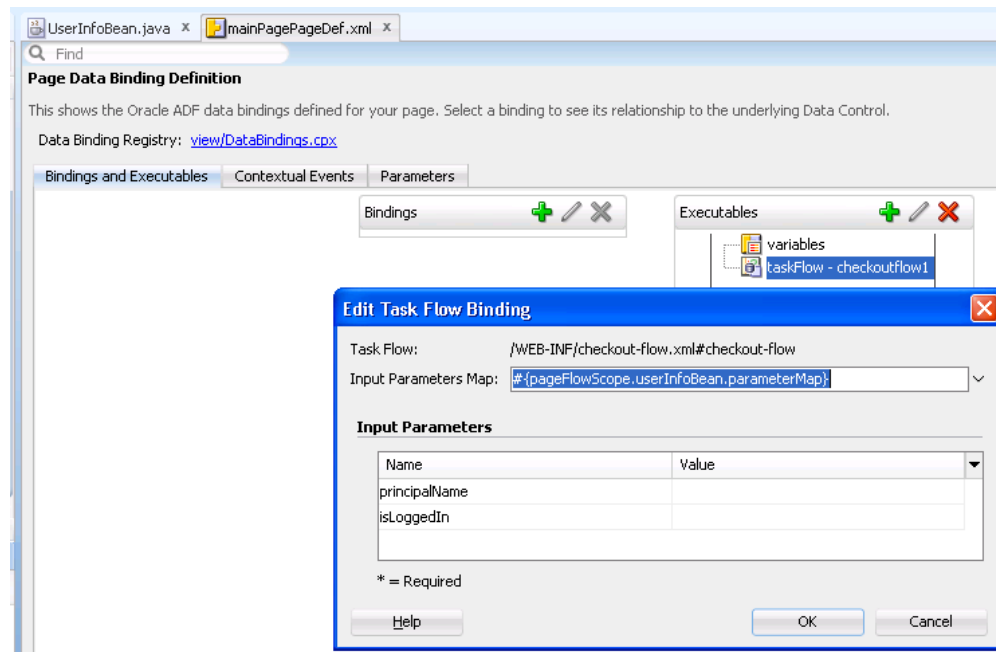 UserInfoBean.java x mainPagePageDef.xml x
Find
Page Data Binding Definition
This shows the Oracle ADF data bindings defined for your page. Select a binding to see its relationship to the underlying Data Control.
Data Binding Registry: view/DataBindings.cpx
Bindings and Executables Contextual Events Parameters
Bindings Executables
variables
taskFlow - checkoutflow1
Edit Task Flow Binding
Task Flow: /WEB-INF/checkout-flow.xml#checkout-flow
Input Parameters Map: #{pageFlowScope.userInfoBean.parameterMap}
Input Parameters
Name Value
principalName
isLoggedIn
* = Required
Help OK Cancel